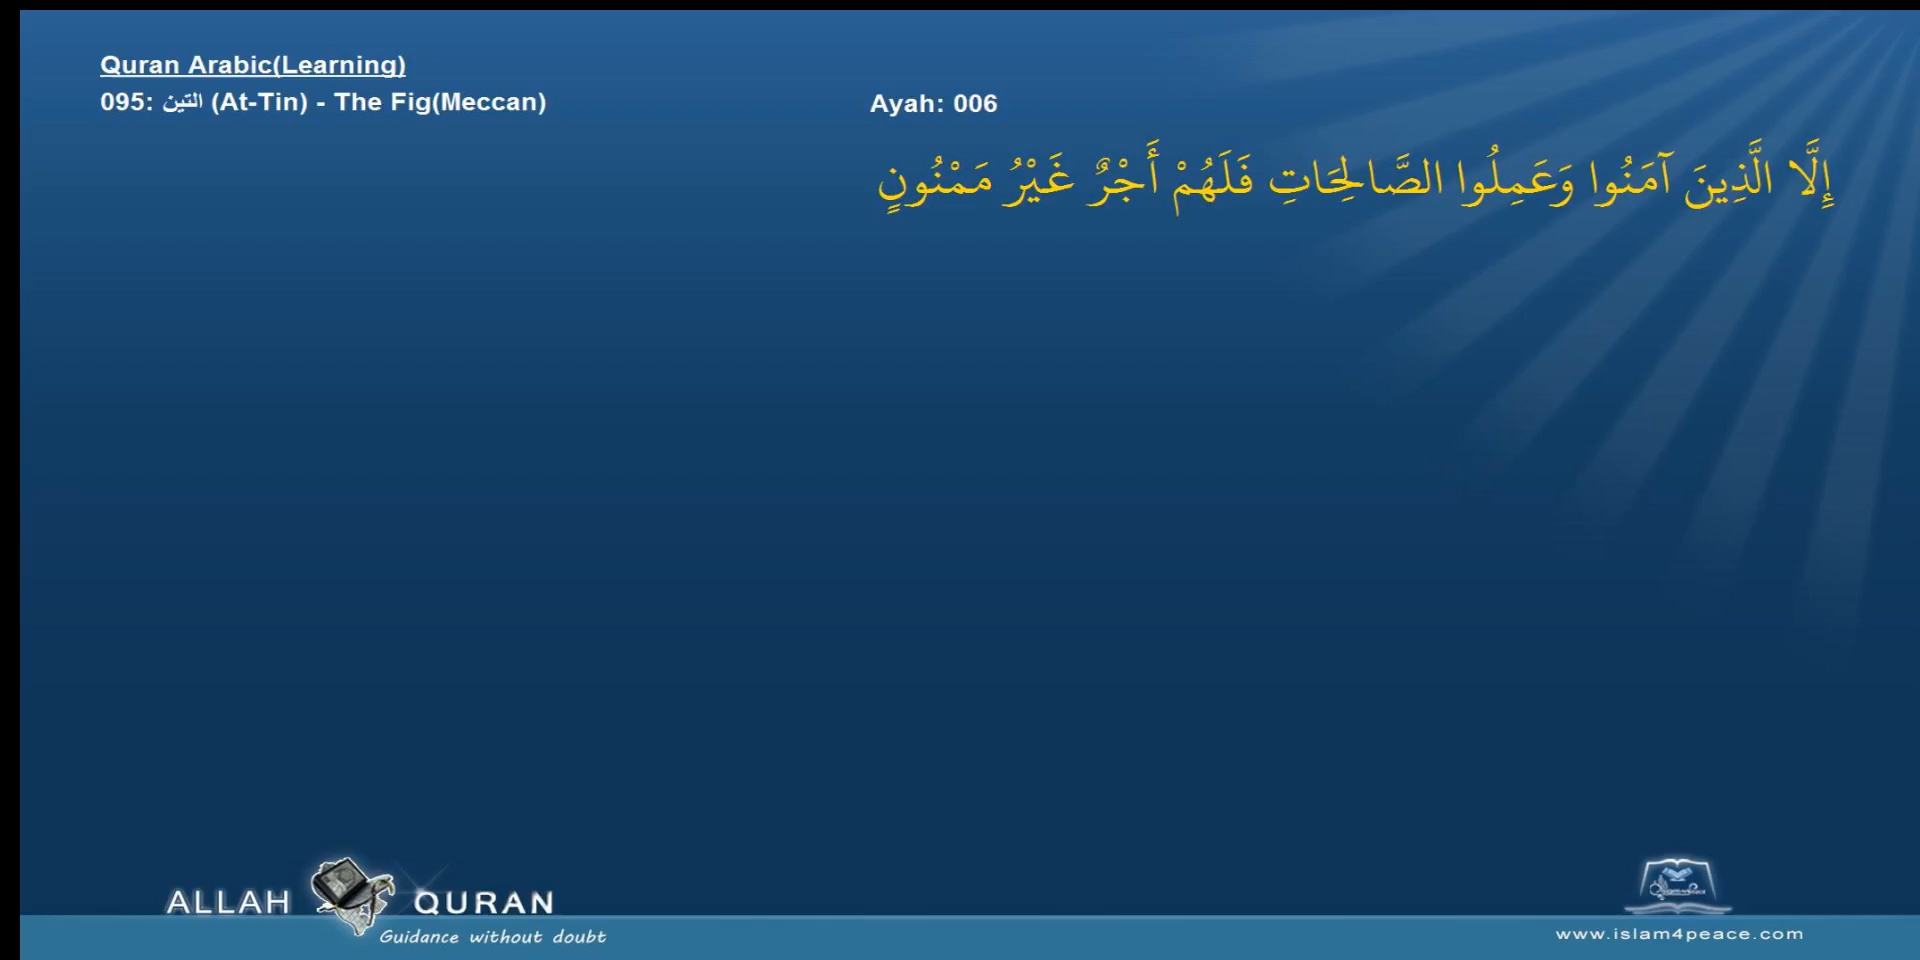 Quran Arabic(Learning)
095: التين (At-Tin) - The Fig(Meccan)
Ayah: 006
إِلَّا الَّذِينَ آمَنُوا وَعَمِلُوا الصَّالِحَاتِ فَلَهُمْ أَجْرٌ غَيْرُ مَمْنُونٍ
ALLAH QURAN
Guidance without doubt
www.islam4peace.com